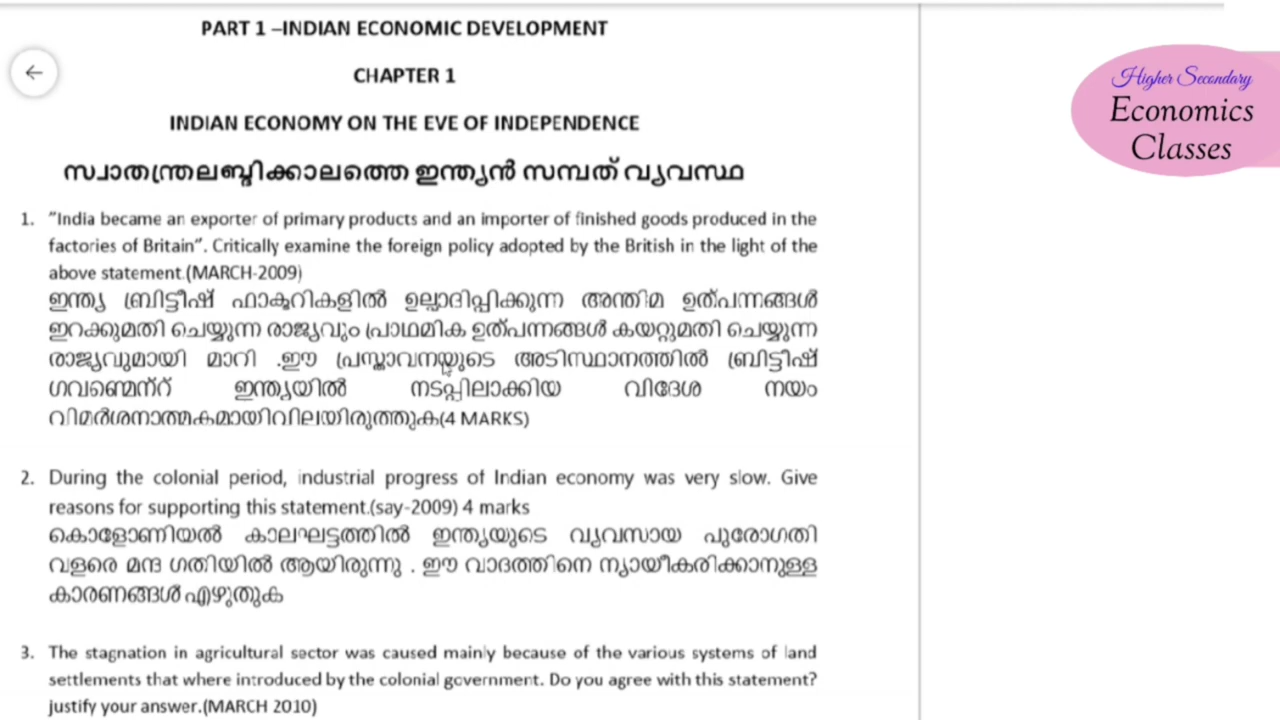 PART 1 –INDIAN ECONOMIC DEVELOPMENT
CHAPTER 1
INDIAN ECONOMY ON THE EVE OF INDEPENDENCE
സ്വാതന്ത്രലബ്ദിക്കാലത്തെ ഇന്ത്യൻ സമ്പത് വ്യവസ്ഥ
1. "India became an exporter of primary products and an importer of finished goods produced in the
factories of Britain". Critically examine the foreign policy adopted by the British in the light of the
above statement.(MARCH-2009)
ഇന്ത്യ ബ്രിട്ടീഷ് ഫാക്ടറികളിൽ ഉല്പാദിപ്പിക്കുന്ന അന്തിമ ഉത്പന്നങ്ങൾ
ഇറക്കുമതി ചെയ്യുന്ന രാജ്യവും പ്രാഥമിക ഉത്പന്നങ്ങൾ കയറ്റുമതി ചെയ്യുന്ന
രാജ്യവുമായി മാറി .ഈ പ്രസ്താവനയ്യുടെ അടിസ്ഥാനത്തിൽ ബ്രിട്ടീഷ്
ഗവണ്മെന്റ് ഇന്ത്യയിൽ നടപ്പിലാക്കിയ വിദേശ നയം
വിമർശനാത്മകമായിവിലയിരുത്തുക(4 MARKS)
2. During the colonial period, industrial progress of Indian economy was very slow. Give
reasons for supporting this statement.(say-2009) 4 marks
കൊളോണിയൽ കാലഘട്ടത്തിൽ ഇന്ത്യയുടെ വ്യവസായ പുരോഗതി
വളരെ മന്ദ ഗതിയിൽ ആയിരുന്നു . ഈ വാദത്തിനെ ന്യായീകരിക്കാനുള്ള
കാരണങ്ങൾ എഴുതുക
3. The stagnation in agricultural sector was caused mainly because of the various systems of land
settlements that where introduced by the colonial government. Do you agree with this statement?
justify your answer.(MARCH 2010)
Higher Secondary
Economics
Classes